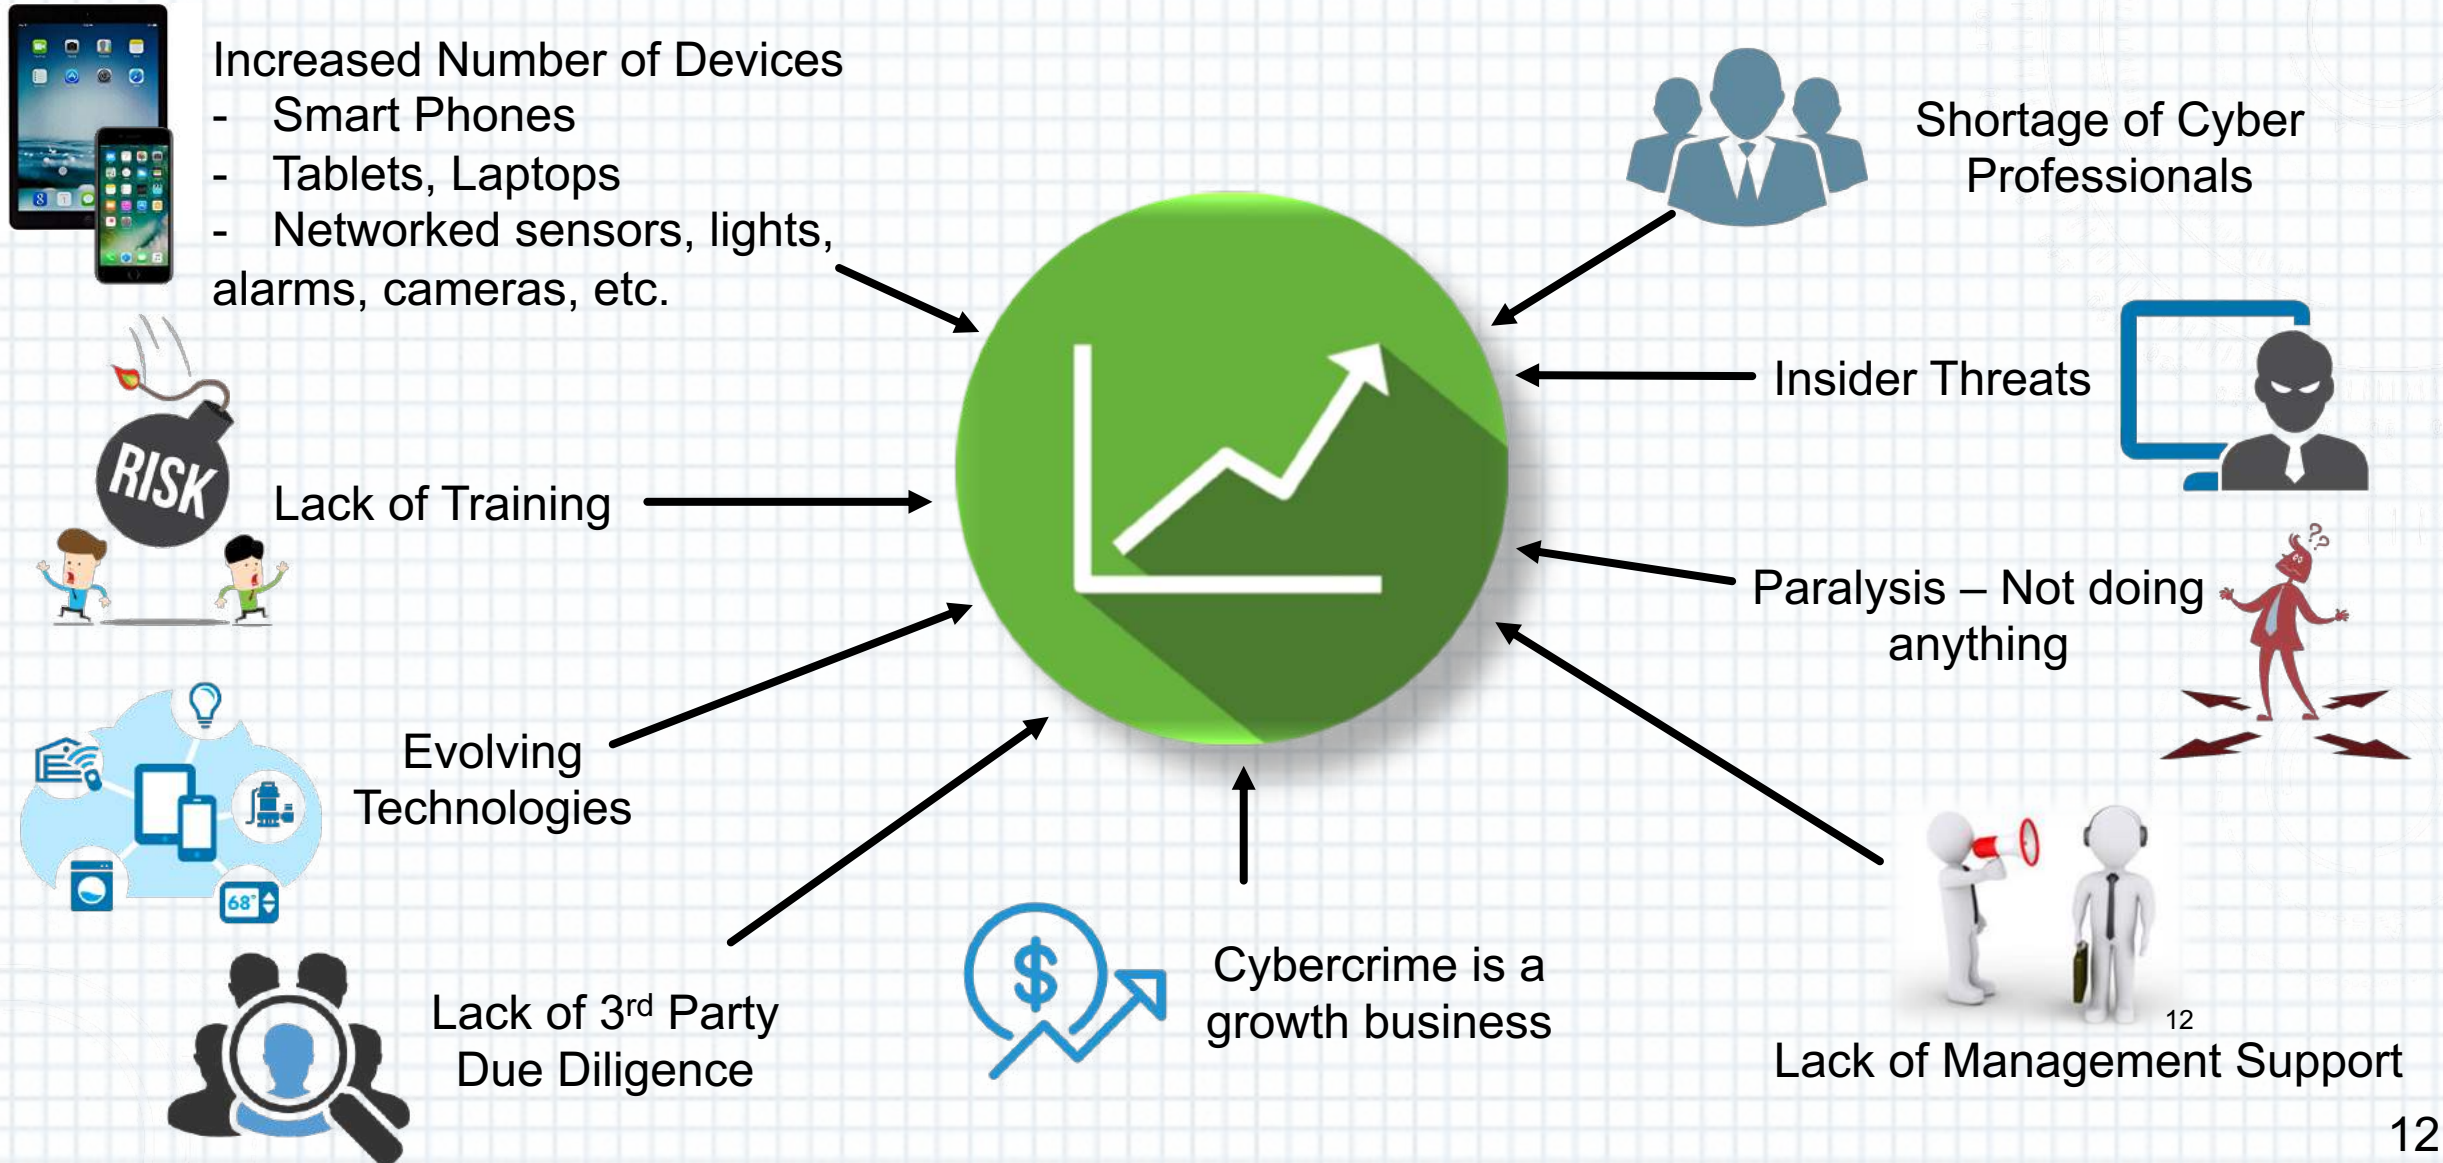 Increased Number of Devices
- Smart Phones
- Tablets, Laptops
- Networked sensors, lights,
alarms, cameras, etc.
Shortage of Cyber
Professionals
Insider Threats
RISK
Lack of Training
??
Paralysis – Not doing
anything
Evolving
Technologies
68°
$
Cybercrime is a
growth business
Lack of 3rd Party
Due Diligence
12
Lack of Management Support
12